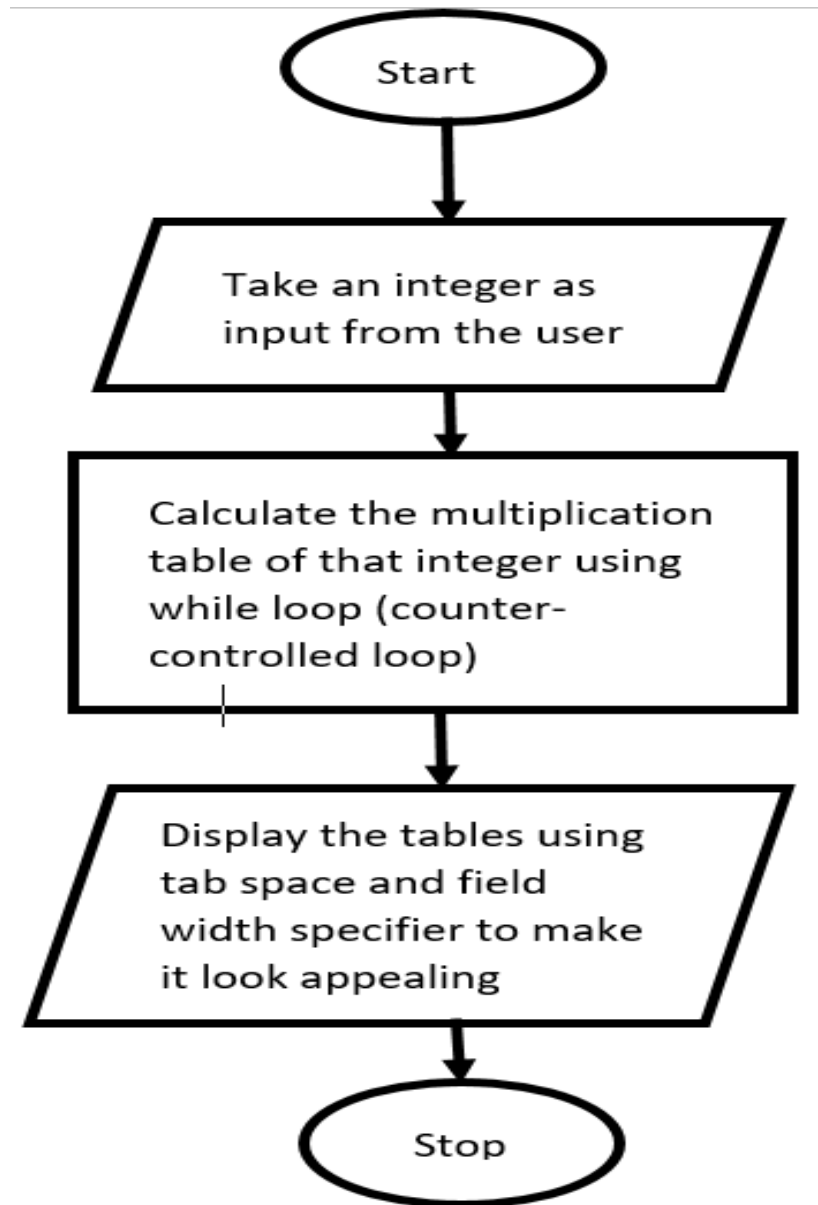 Start
Take an integer as
input from the user
Calculate the multiplication
table of that integer using
while loop (counter-
controlled loop)
Display the tables using
tab space and field
width specifier to make
it look appealing
Stop